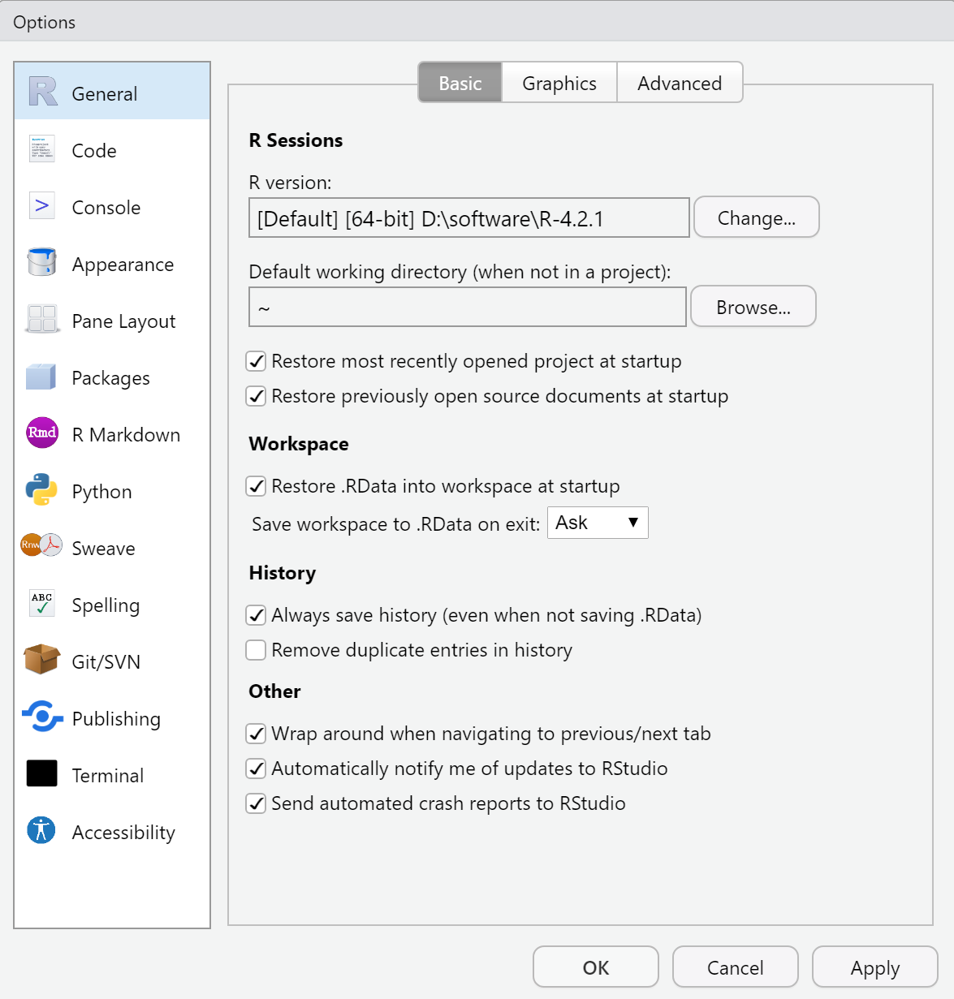 Options
General
Code
Console
Appearance
Pane Layout
Packages
Rmd
R Markdown
Python
Rnw
Sweave
ABC
Spelling
Git/SVN
Publishing
Terminal
Accessibility
Basic
Graphics
Advanced
R Sessions
R version:
[Default] [64-bit] D:\software\R-4.2.1
Change...
Default working directory (when not in a project):
~
Browse...
Restore most recently opened project at startup
Restore previously open source documents at startup
Workspace
Restore .RData into workspace at startup
Save workspace to .RData on exit: Ask
History
Always save history (even when not saving .RData)
Remove duplicate entries in history
Other
Wrap around when navigating to previous/next tab
Automatically notify me of updates to RStudio
Send automated crash reports to RStudio
OK
Cancel
Apply